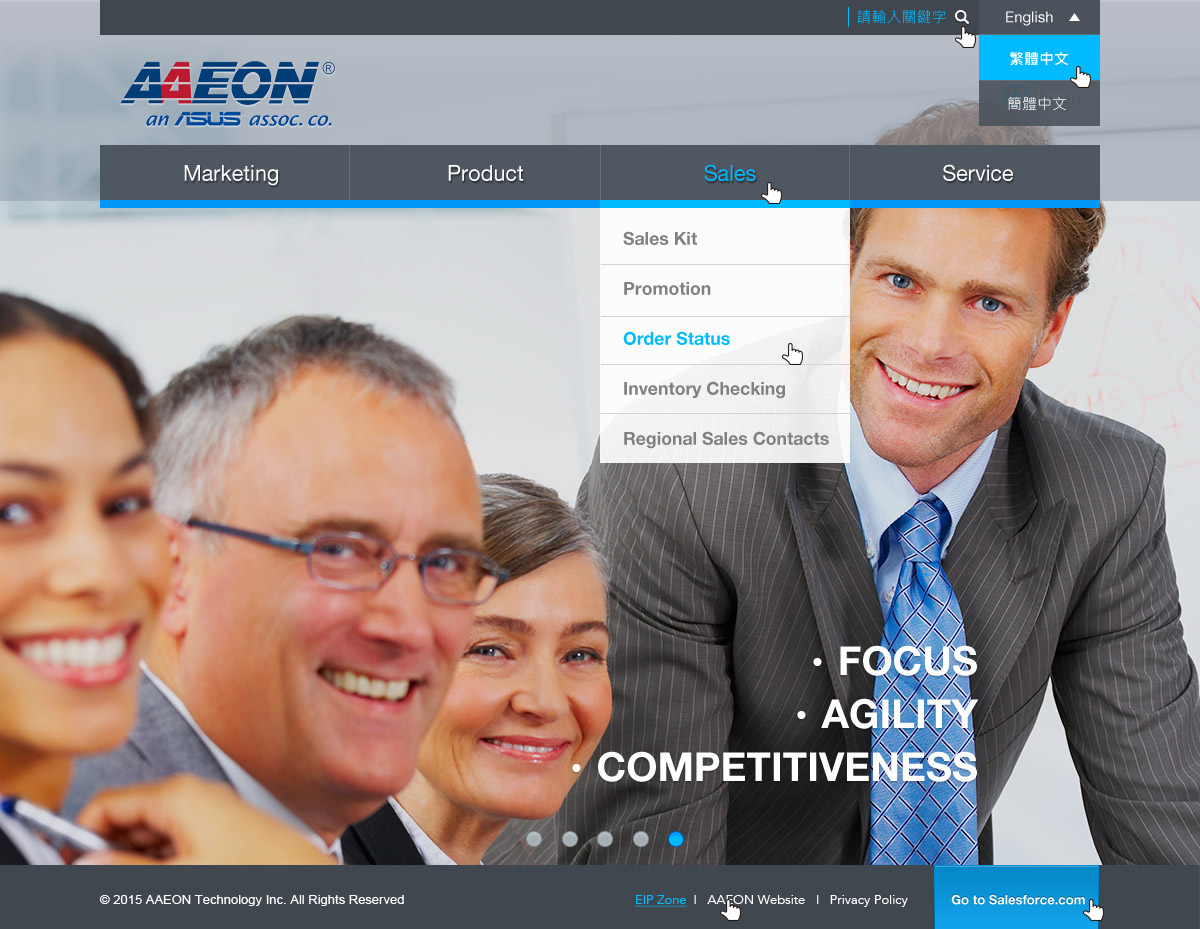 請輸入關鍵字
English
繁體中文
簡體中文
AAEON®
an ASUS assoc. co.
Marketing
Product
Sales
Service
Sales Kit
Promotion
Order Status
Inventory Checking
Regional Sales Contacts
• FOCUS
• AGILITY
• COMPETITIVENESS
© 2015 AAEON Technology Inc. All Rights Reserved
EIP Zone I AAEON Website I Privacy Policy
Go to Salesforce.com